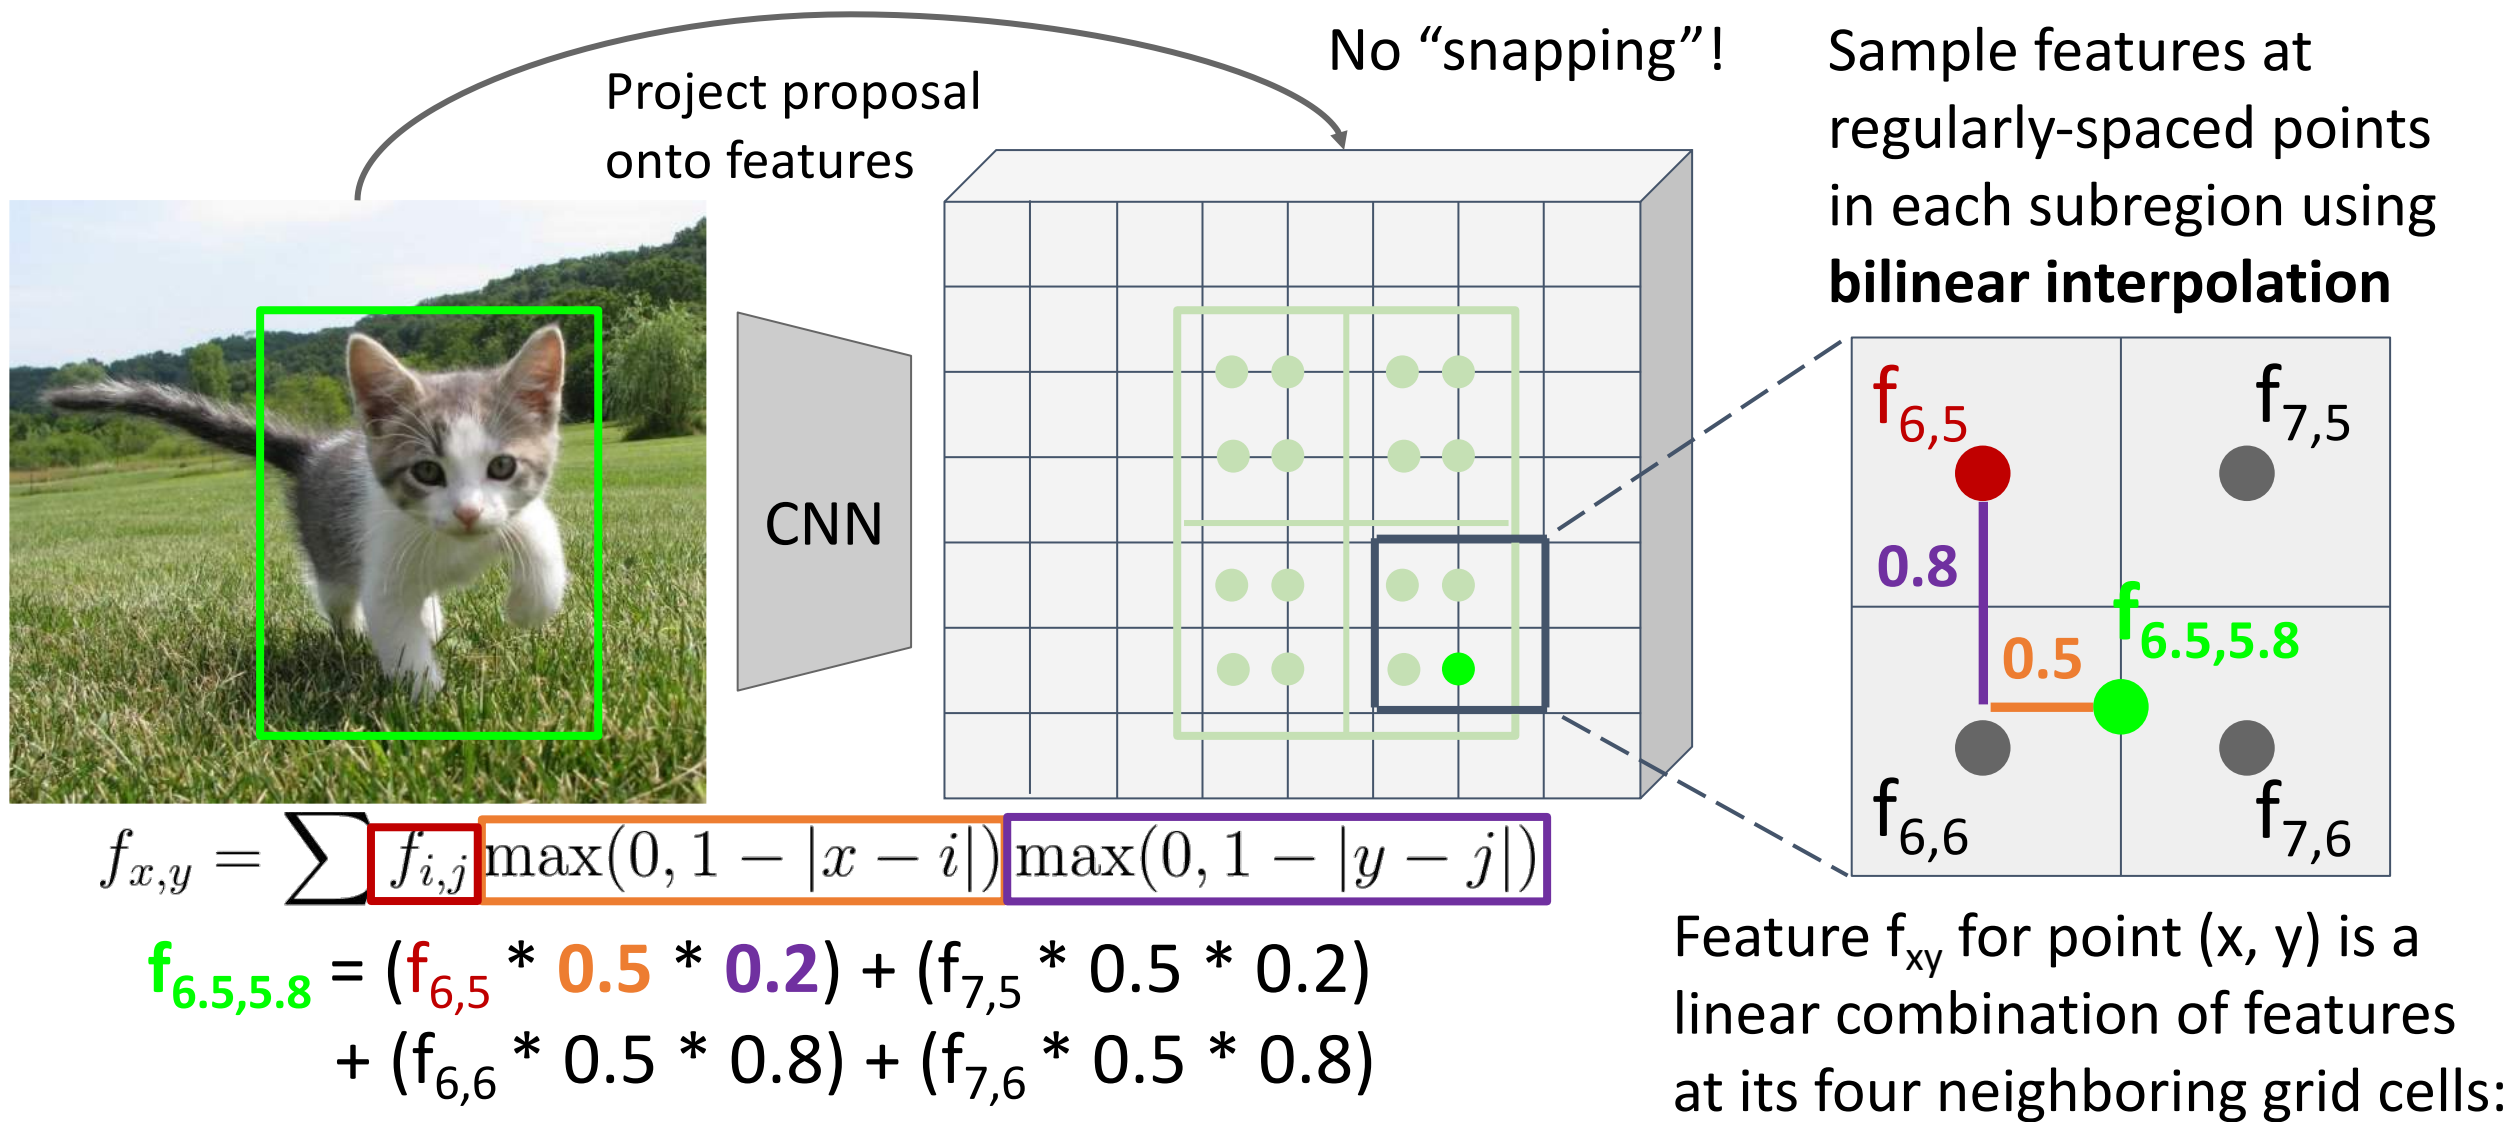 Project proposal
onto features
No “snapping”!
Sample features at
regularly-spaced points
in each subregion using
bilinear interpolation
CNN
f6,5
f7,5
0.8
f6.5,5.8
0.5
f6,6
f7,6
fx,y = ∑ fi,j max(0, 1 − |x − i|) max(0, 1 − |y − j|)
f6.5,5.8 = (f6,5 * 0.5 * 0.2) + (f7,5 * 0.5 * 0.2)
+ (f6,6 * 0.5 * 0.8) + (f7,6 * 0.5 * 0.8)
Feature fxy for point (x, y) is a
linear combination of features
at its four neighboring grid cells: